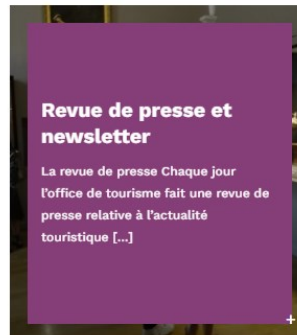 Revue de presse et
newsletter
La revue de presse Chaque jour
l'office de tourisme fait une revue de
presse relative à l'actualité
touristique [...]
+